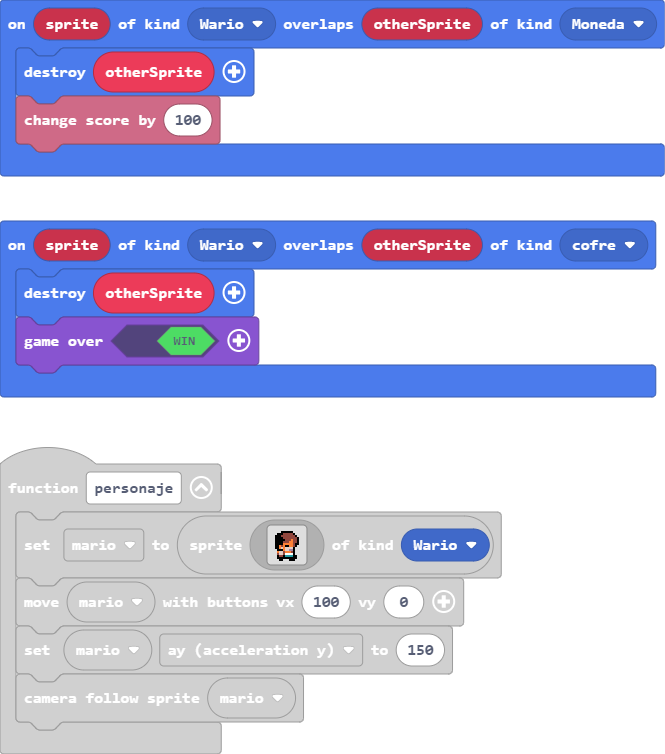 on sprite of kind Wario overlaps otherSprite of kind Moneda
destroy otherSprite
change score by 100
on sprite of kind Wario overlaps otherSprite of kind cofre
destroy otherSprite
game over WIN
function personaje
set mario to sprite of kind Wario
move mario with buttons vx 100 vy 0
set mario ay (acceleration y) to 150
camera follow sprite mario